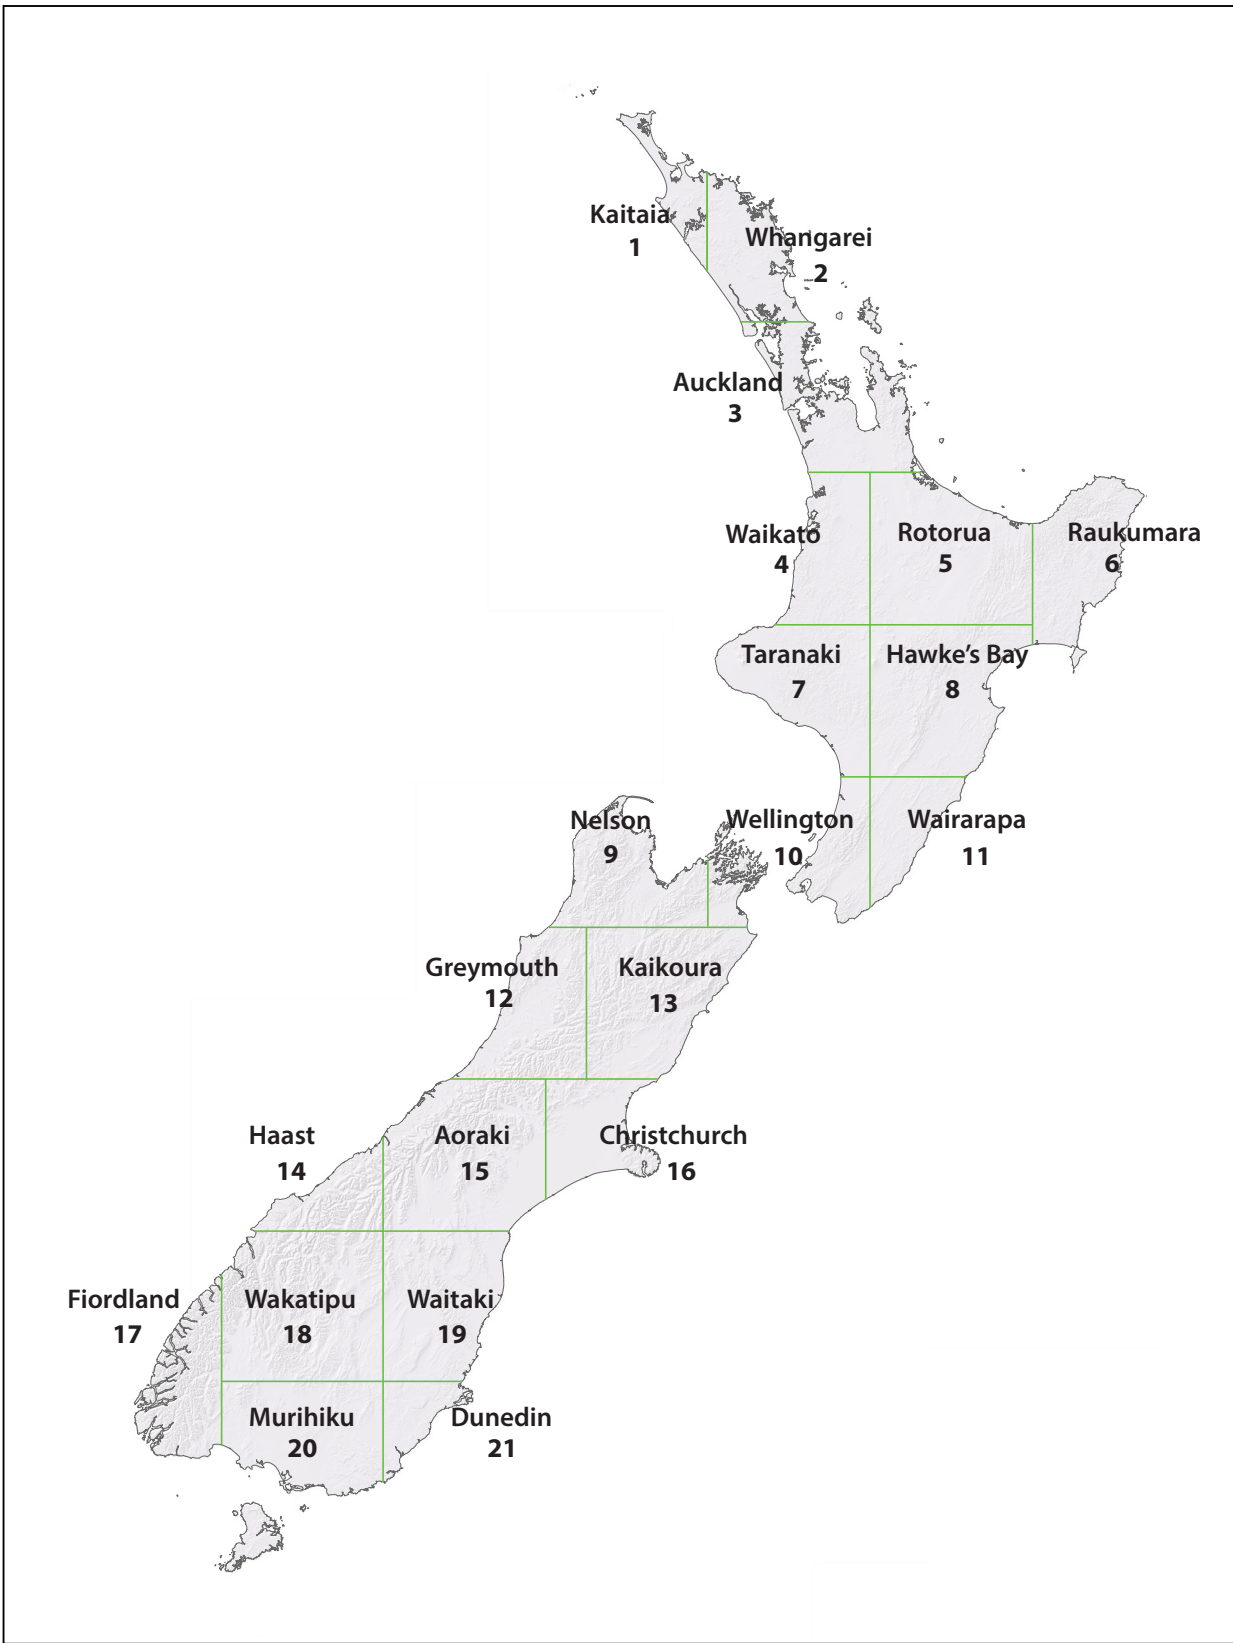 Kaitaia
1
Whangarei
2
Auckland
3
Waikato
4
Rotorua
5
Raukumara
6
Taranaki
7
Hawke's Bay
8
Nelson
9
Wellington
10
Wairarapa
11
Greymouth
12
Kaikoura
13
Haast
14
Aoraki
15
Christchurch
16
Fiordland
17
Wakatipu
18
Waitaki
19
Murihiku
20
Dunedin
21